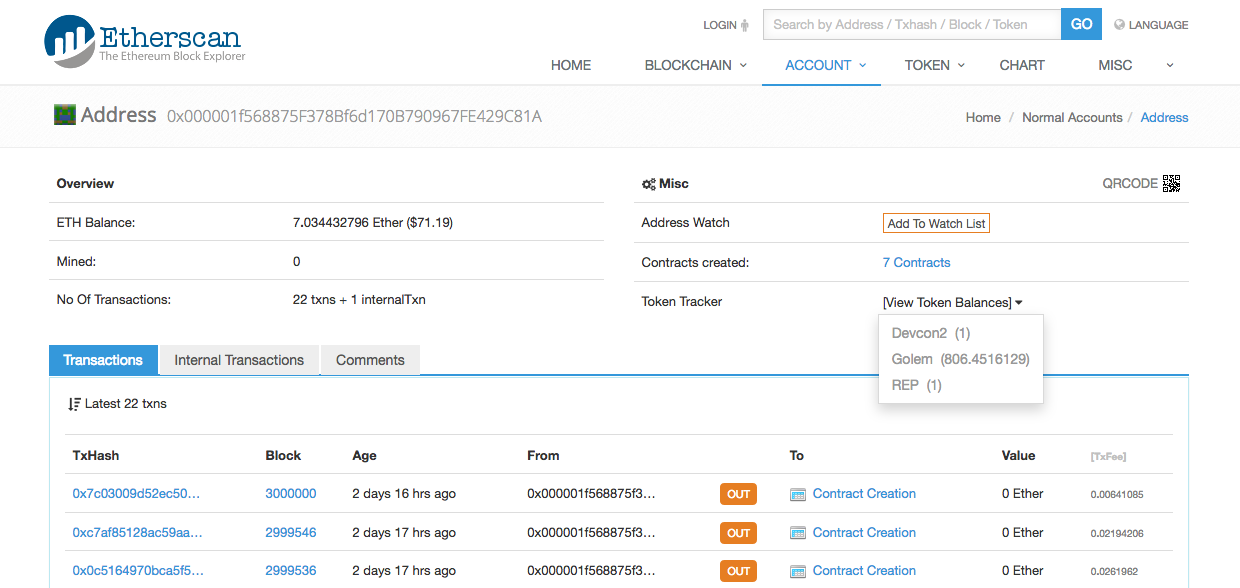 LOGIN Search by Address / Txhash / Block / Token GO LANGUAGE
Etherscan
The Ethereum Block Explorer
HOME BLOCKCHAIN ACCOUNT TOKEN CHART MISC
Address 0x000001f568875F378Bf6d170B790967FE429C81A
Home / Normal Accounts / Address
Overview
ETH Balance: 7.034432796 Ether ($71.19)
Mined: 0
No Of Transactions: 22 txns + 1 internalTxn
Misc QRCODE
Address Watch Add To Watch List
Contracts created: 7 Contracts
Token Tracker [View Token Balances]
Devcon2 (1)
Golem (806.4516129)
REP (1)
Transactions Internal Transactions Comments
Latest 22 txns
TxHash Block Age From To Value [TxFee]
0x7c03009d52ec50... 3000000 2 days 16 hrs ago 0x000001f568875f3... OUT Contract Creation 0 Ether 0.00641085
0xc7af85128ac59aa... 2999546 2 days 17 hrs ago 0x000001f568875f3... OUT Contract Creation 0 Ether 0.02194206
0x0c5164970bca5f5... 2999536 2 days 17 hrs ago 0x000001f568875f3... OUT Contract Creation 0 Ether 0.0261962